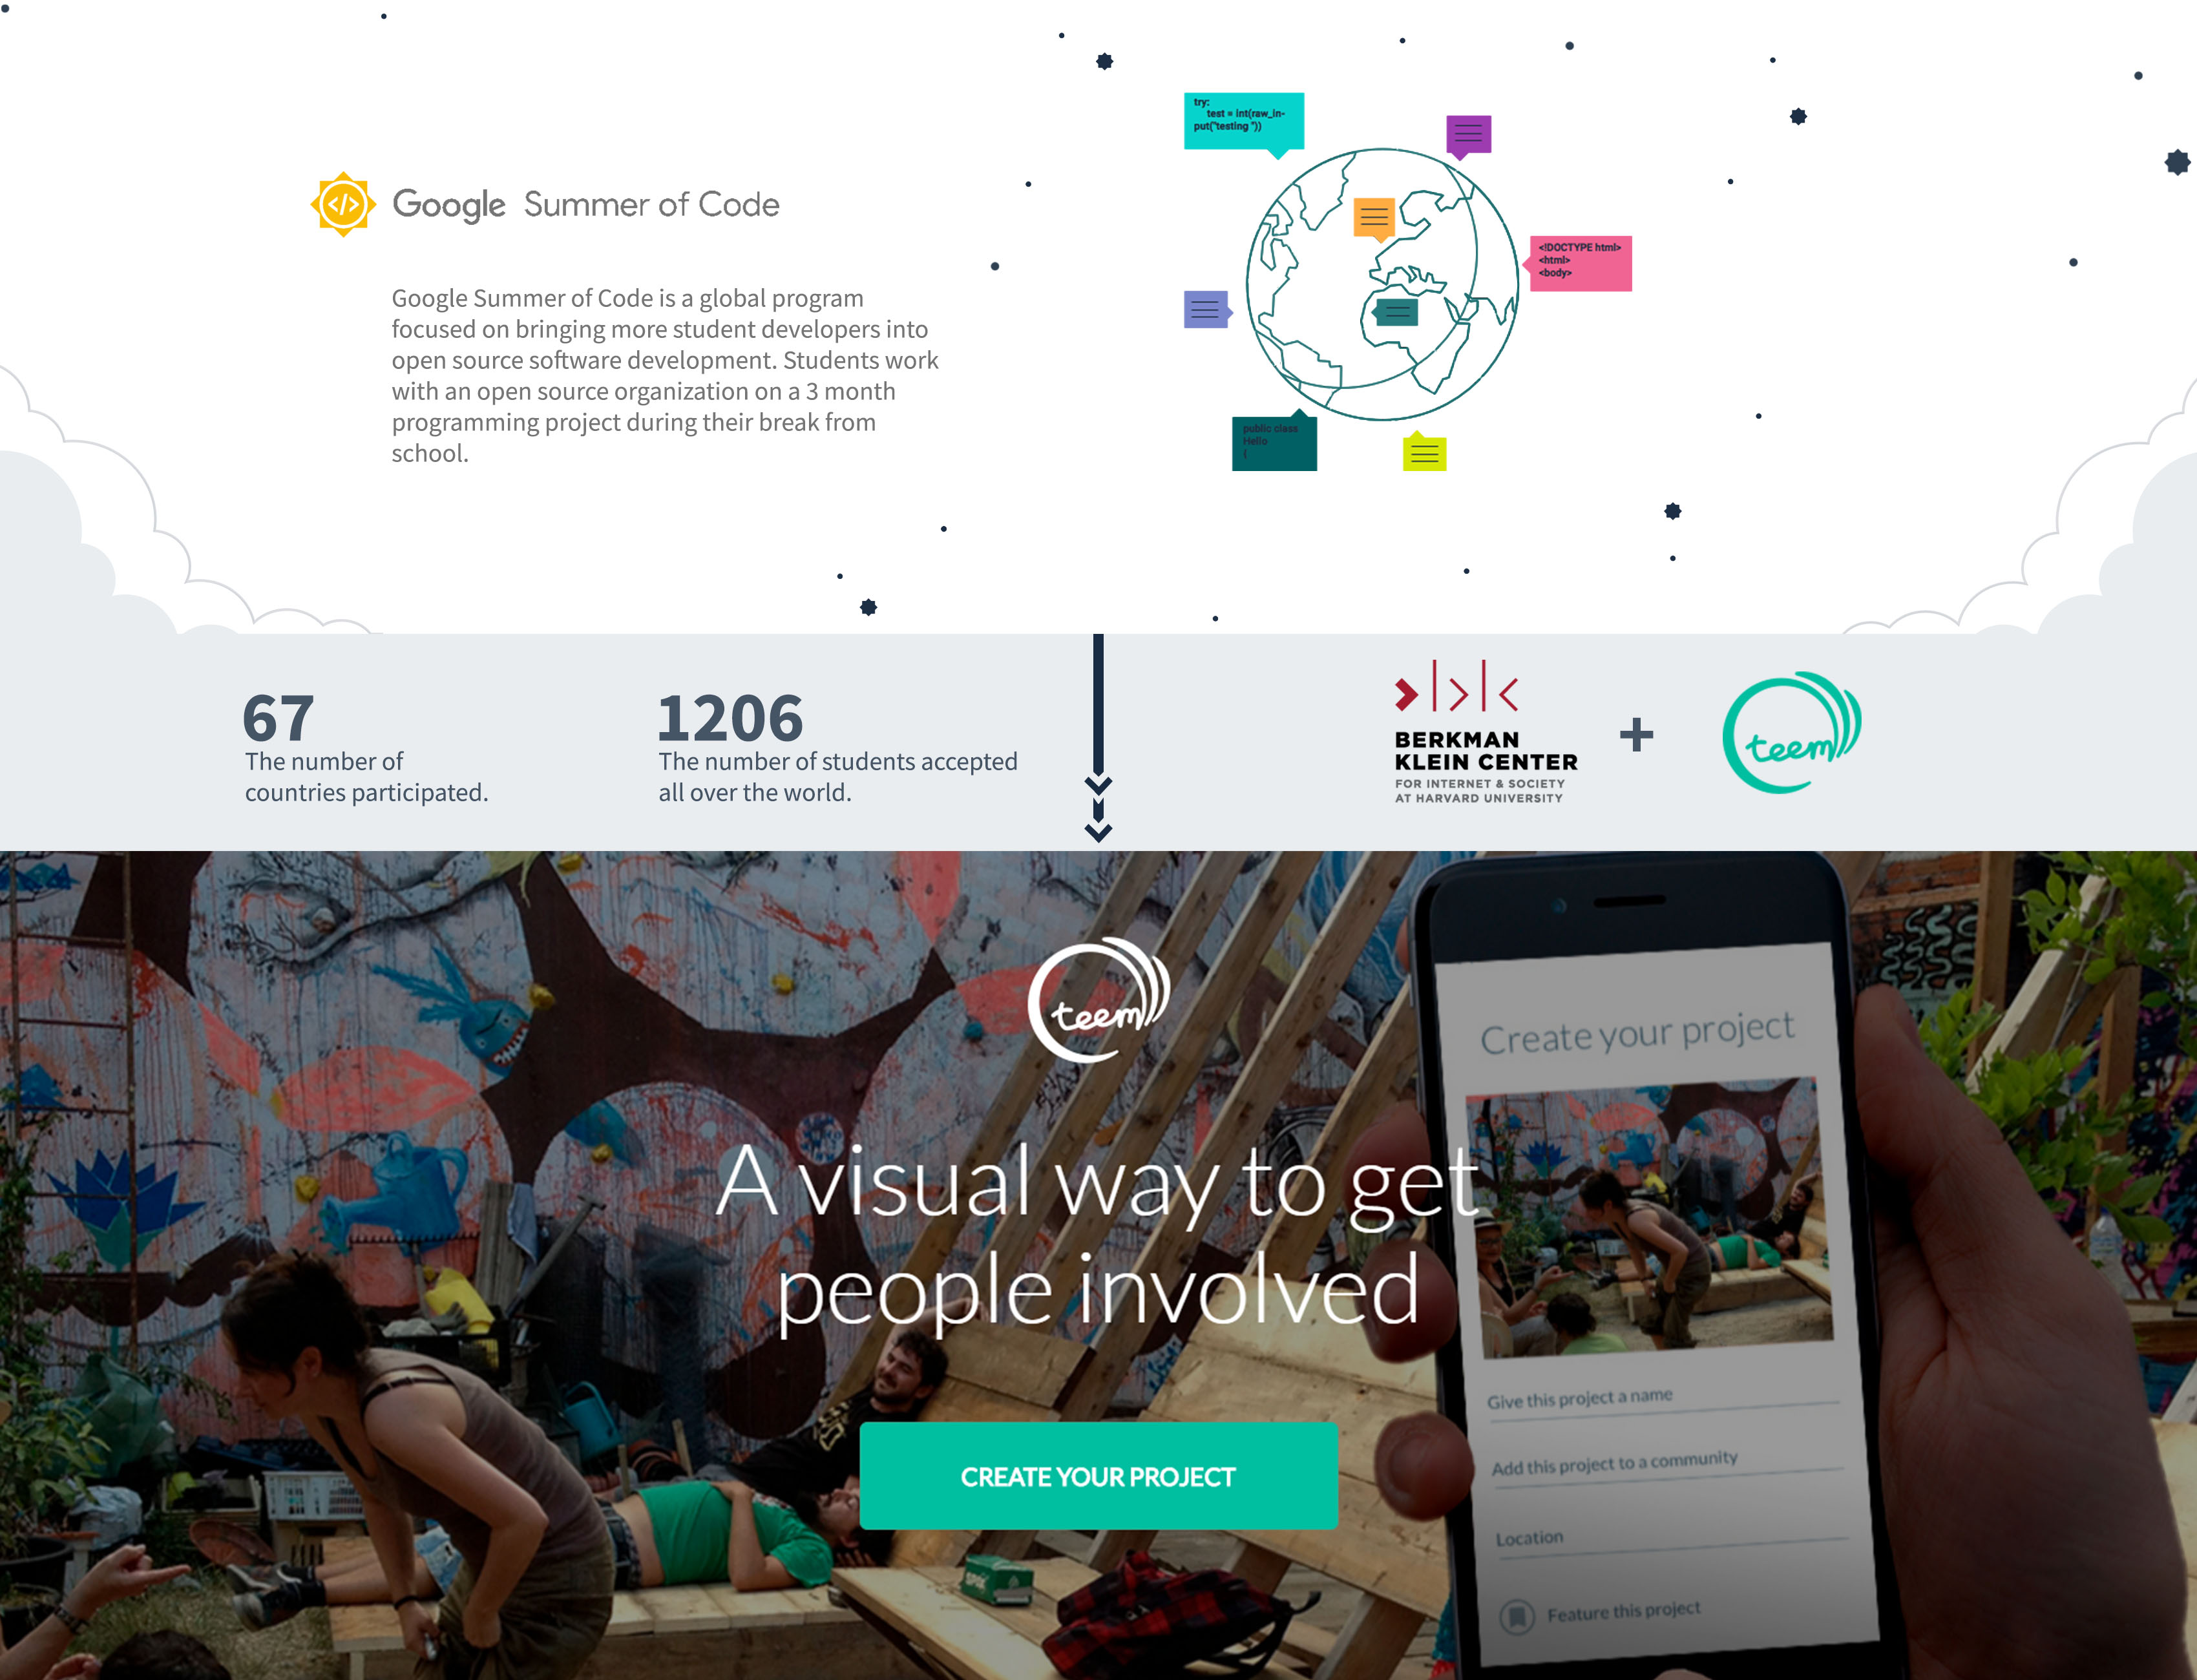 try:
test = int(raw_in-
put("testing "))
Google Summer of Code
<!DOCTYPE html>
<html>
<body>
Google Summer of Code is a global program
focused on bringing more student developers into
open source software development. Students work
with an open source organization on a 3 month
programming project during their break from
school.
public class
Hello
{
67
The number of
countries participated.
1206
The number of students accepted
all over the world.
BERKMAN
KLEIN CENTER
FOR INTERNET & SOCIETY
AT HARVARD UNIVERSITY
+
teem
teem
A visual way to get
people involved
CREATE YOUR PROJECT
Create your project
Give this project a name
Add this project to a community
Location
Feature this project